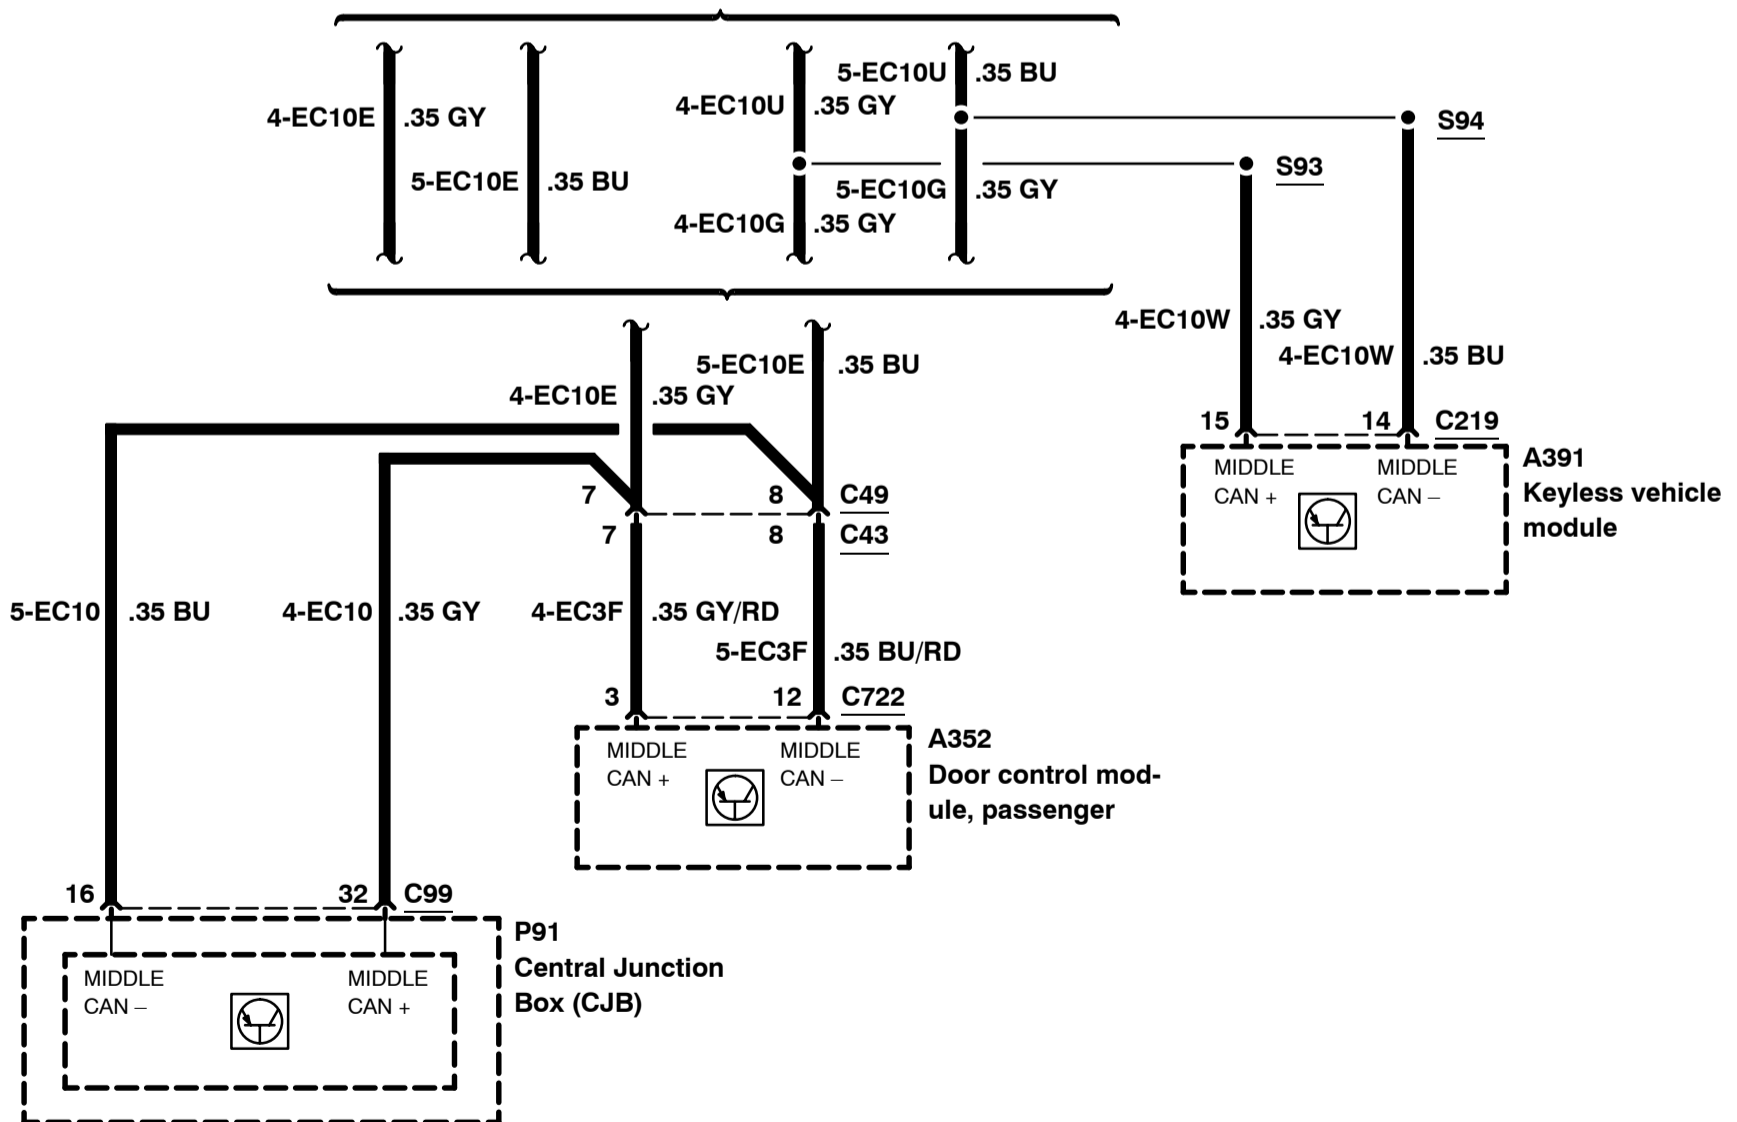 5-EC10U .35 BU
4-EC10U .35 GY
4-EC10E .35 GY
S94
S93
5-EC10E .35 BU
5-EC10G .35 GY
4-EC10G .35 GY
4-EC10W .35 GY
4-EC10W .35 BU
5-EC10E .35 BU
4-EC10E .35 GY
15 14 C219
MIDDLE CAN +
MIDDLE CAN –
A391
Keyless vehicle
module
7 8 C49
7 8 C43
5-EC10 .35 BU
4-EC10 .35 GY
4-EC3F .35 GY/RD
5-EC3F .35 BU/RD
3 12 C722
MIDDLE CAN +
MIDDLE CAN –
A352
Door control mod-
ule, passenger
16 32 C99
P91
Central Junction
Box (CJB)
MIDDLE CAN –
MIDDLE CAN +